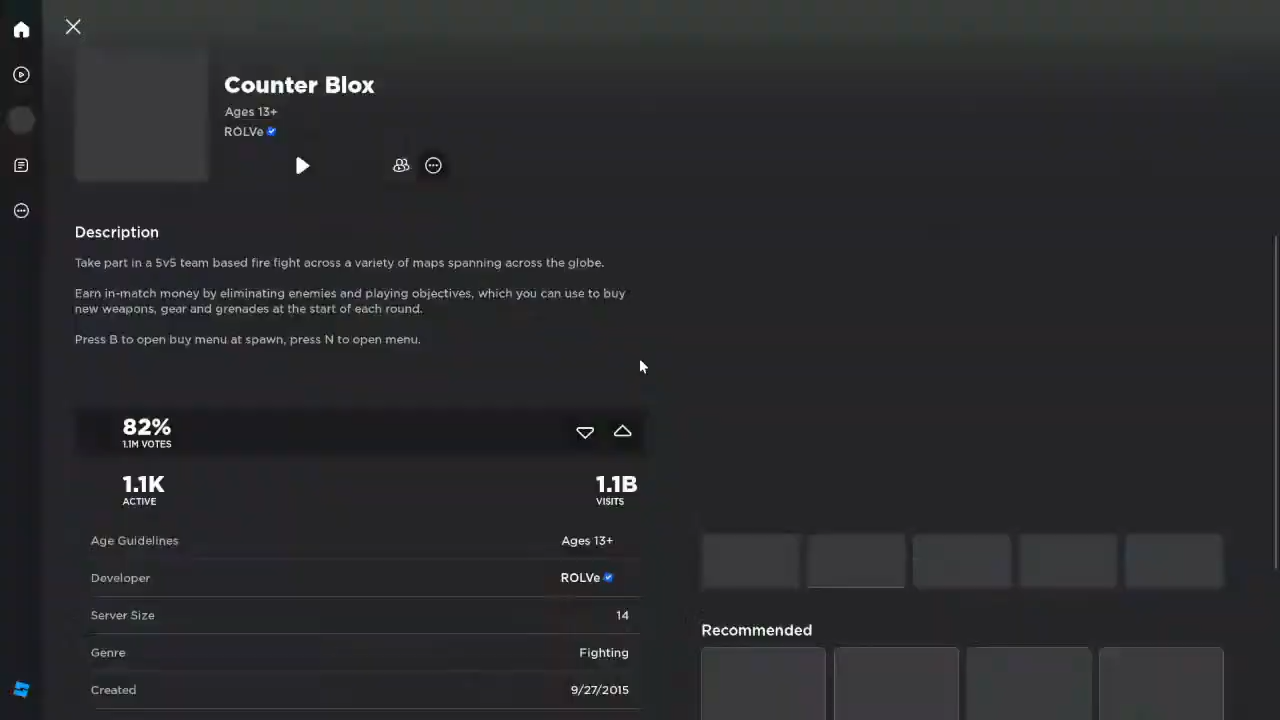 Counter Blox
Ages 13+
ROLVe
Description
Take part in a 5v5 team based fire fight across a variety of maps spanning across the globe.
Earn in-match money by eliminating enemies and playing objectives, which you can use to buy
new weapons, gear and grenades at the start of each round.
Press B to open buy menu at spawn, press N to open menu.
82%
1.1M VOTES
1.1K
ACTIVE
1.1B
VISITS
Age Guidelines Ages 13+
Developer ROLVe
Server Size 14
Genre Fighting
Created 9/27/2015
Recommended